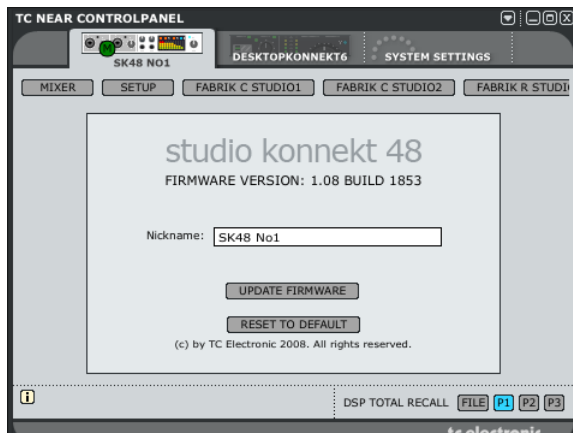 TC NEAR CONTROLPANEL
M
SK48 NO1
DESKTOPKONNEKT6
SYSTEM SETTINGS
MIXER
SETUP
FABRIK C STUDIO1
FABRIK C STUDIO2
FABRIK R STUDI
studio konnekt 48
FIRMWARE VERSION: 1.08 BUILD 1853
Nickname: SK48 No1
UPDATE FIRMWARE
RESET TO DEFAULT
(c) by TC Electronic 2008. All rights reserved.
i
DSP TOTAL RECALL FILE P1 P2 P3
tc electronic